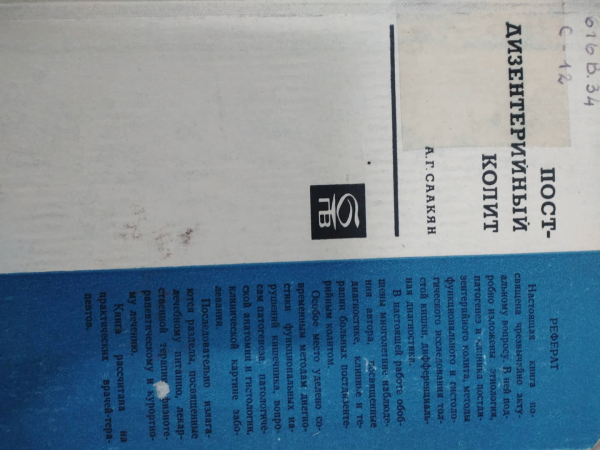 616 В.34
С-12
ПОСТ-
ДИЗЕНТЕРИЙНЫЙ
КОЛИТ
А. Г. СААКЯН
БПВ
РЕФЕРАТ
Настоящая книга по-
священа чрезвычайно акту-
альному вопросу. В ней под-
робно изложены этиология,
патогенез и клиника постди-
зентерийного колита, методы
функционального и гистоло-
гического исследования тол-
стой кишки, дифференциаль-
ная диагностика.
В настоящей работе обоб-
щены многолетние наблюде-
ния автора, посвященные
диагностике, клинике и те-
рапии больных постдизенте-
рийным колитом.
Особое место уделено со-
временным методам диагно-
стики функциональных на-
рушений кишечника, вопро-
сам патогенеза, патологиче-
ской анатомии и гистологии,
клинической картине забо-
левания.
Последовательно излага-
ются разделы, посвященные
лечебному питанию, лекар-
ственной терапии, физиоте-
рапевтическому и курортно-
му лечению.
Книга рассчитана на
практических врачей-тера-
певтов.